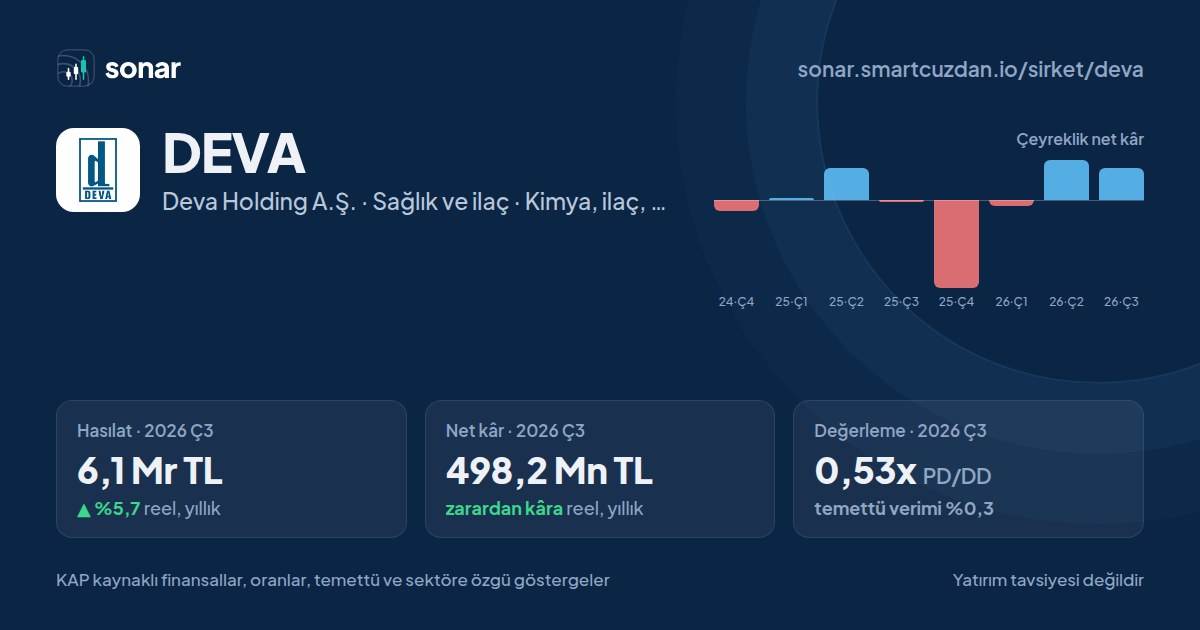 sonar
sonar.smartcuzdan.io/sirket/deva
DEVA
DEVA
Deva Holding A.Ş. · Sağlık ve ilaç · Kimya, ilaç, ...
Çeyreklik net kâr
24-Ç4 25-Ç1 25-Ç2 25-Ç3 25-Ç4 26-Ç1 26-Ç2 26-Ç3
Hasılat · 2026 Ç3
6,1 Mr TL
▲ %5,7 reel, yıllık
Net kâr · 2026 Ç3
498,2 Mn TL
zarardan kâra reel, yıllık
Değerleme · 2026 Ç3
0,53x PD/DD
temettü verimi %0,3
KAP kaynaklı finansallar, oranlar, temettü ve sektöre özgü göstergeler
Yatırım tavsiyesi değildir